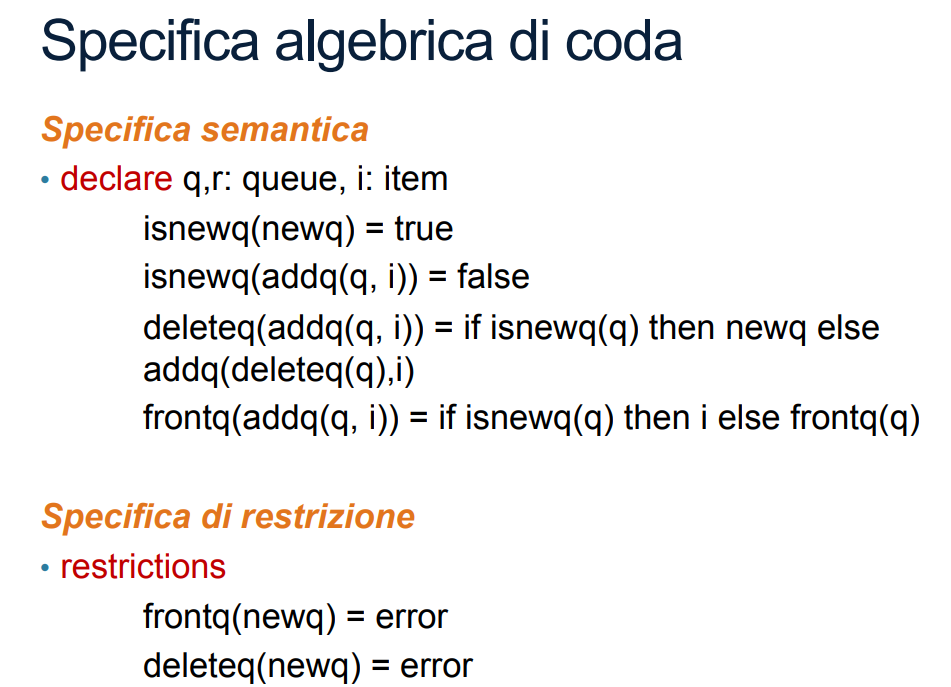 Specifica algebrica di coda
Specifica semantica
• declare q,r: queue, i: item
isnewq(newq) = true
isnewq(addq(q, i)) = false
deleteq(addq(q, i)) = if isnewq(q) then newq else
addq(deleteq(q),i)
frontq(addq(q, i)) = if isnewq(q) then i else frontq(q)
Specifica di restrizione
• restrictions
frontq(newq) = error
deleteq(newq) = error